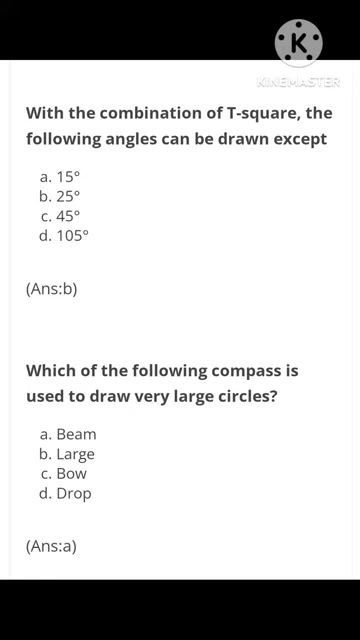 K
KINEMASTER
With the combination of T-square, the
following angles can be drawn except
a. 15°
b. 25°
c. 45°
d. 105°
(Ans:b)
Which of the following compass is
used to draw very large circles?
a. Beam
b. Large
c. Bow
d. Drop
(Ans:a)